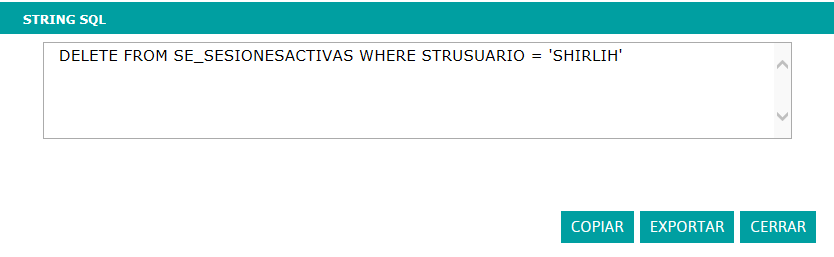 STRING SQL
DELETE FROM SE_SESIONESACTIVAS WHERE STRUSUARIO = 'SHIRLIH'
COPIAR EXPORTAR CERRAR